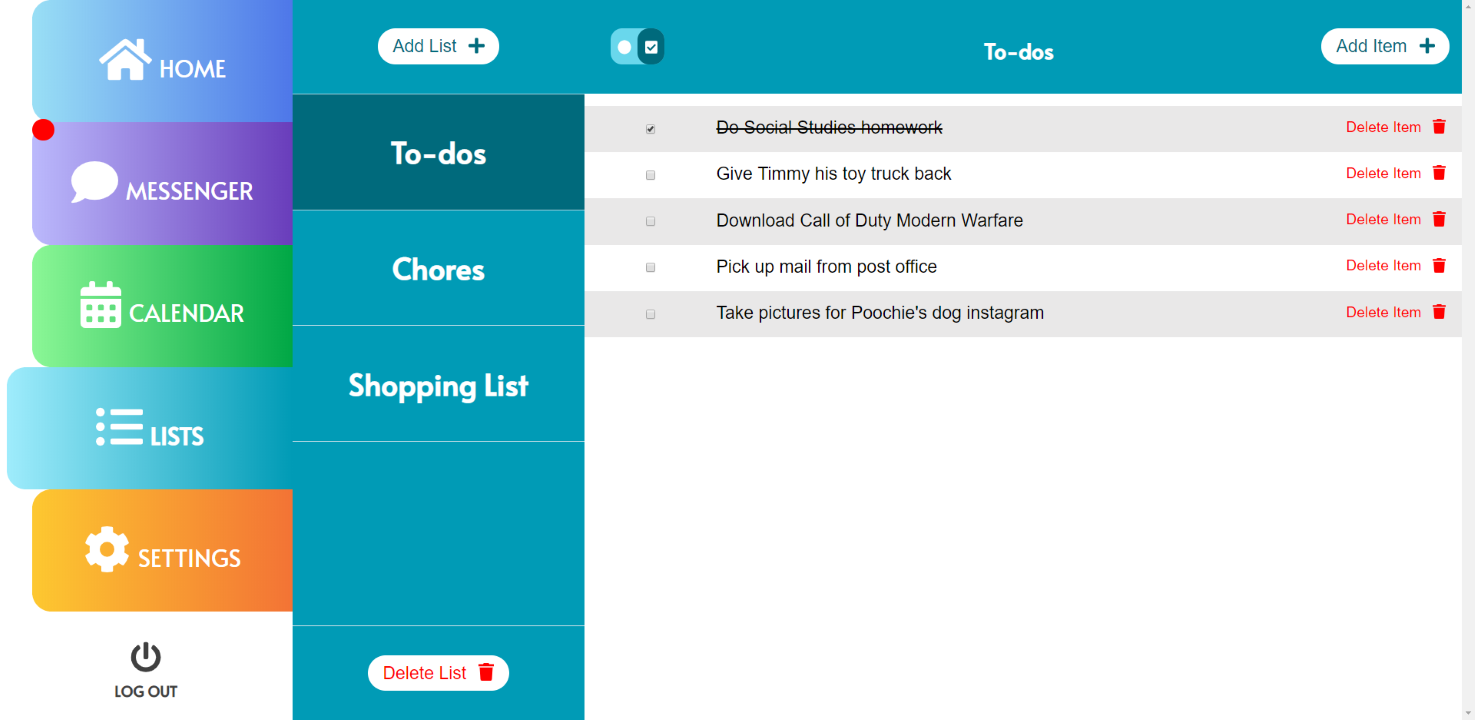 HOME
MESSENGER
CALENDAR
LISTS
SETTINGS
LOG OUT
Add List
To-dos
Chores
Shopping List
Delete List
To-dos
Add Item
Do Social Studies homework Delete Item
Give Timmy his toy truck back Delete Item
Download Call of Duty Modern Warfare Delete Item
Pick up mail from post office Delete Item
Take pictures for Poochie's dog instagram Delete Item